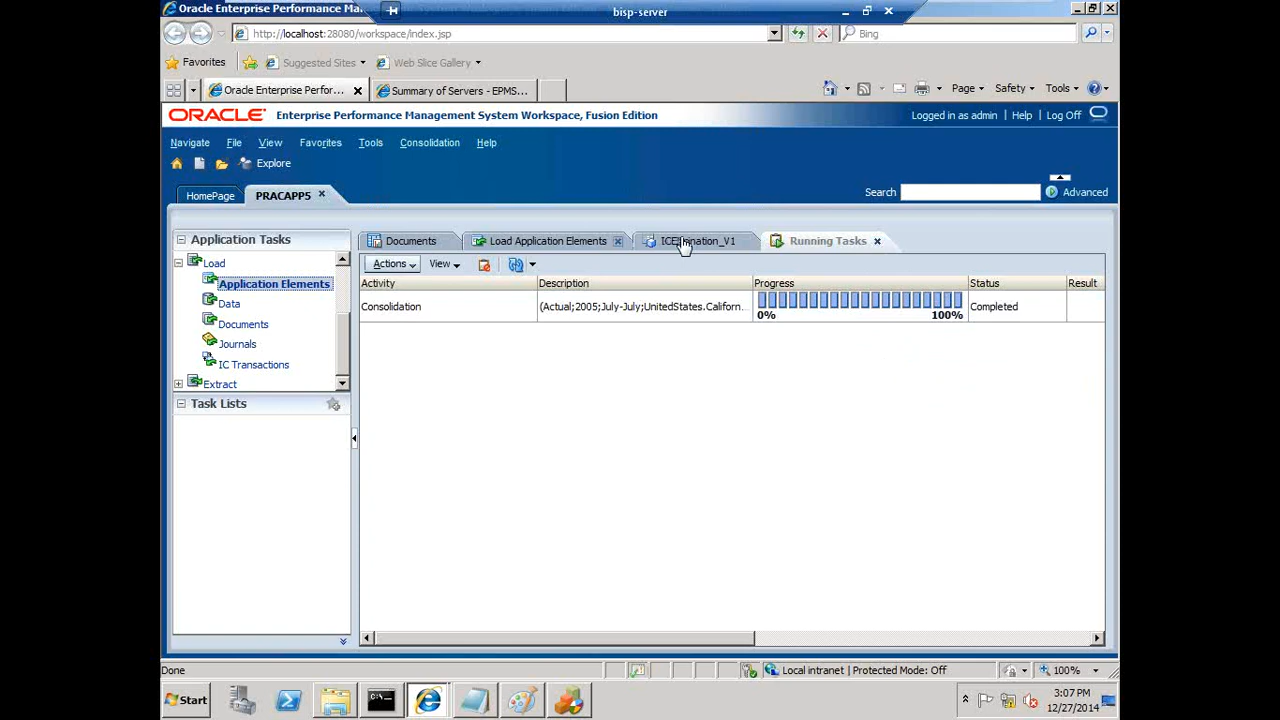 Oracle Enterprise Performance Ma
bisp-server
http://localhost:28080/workspace/index.jsp
Bing
Favorites
Suggested Sites
Web Slice Gallery
Oracle Enterprise Perfor...
Summary of Servers - EPMS...
Page
Safety
Tools
ORACLE
Enterprise Performance Management System Workspace, Fusion Edition
Logged in as admin
Help
Log Off
Navigate
File
View
Favorites
Tools
Consolidation
Help
Explore
HomePage
PRACAPP5
Search
Advanced
Application Tasks
Documents
Load Application Elements
Running Tasks
Load
Actions
View
Application Elements
Activity
Description
Progress
Status
Result
Data
Consolidation
(Actual;2005;July-July;UnitedStates.Californ...
0%
100%
Completed
Documents
Journals
IC Transactions
Extract
Task Lists
Done
Local intranet | Protected Mode: Off
100%
Start
3:07 PM
12/27/2014